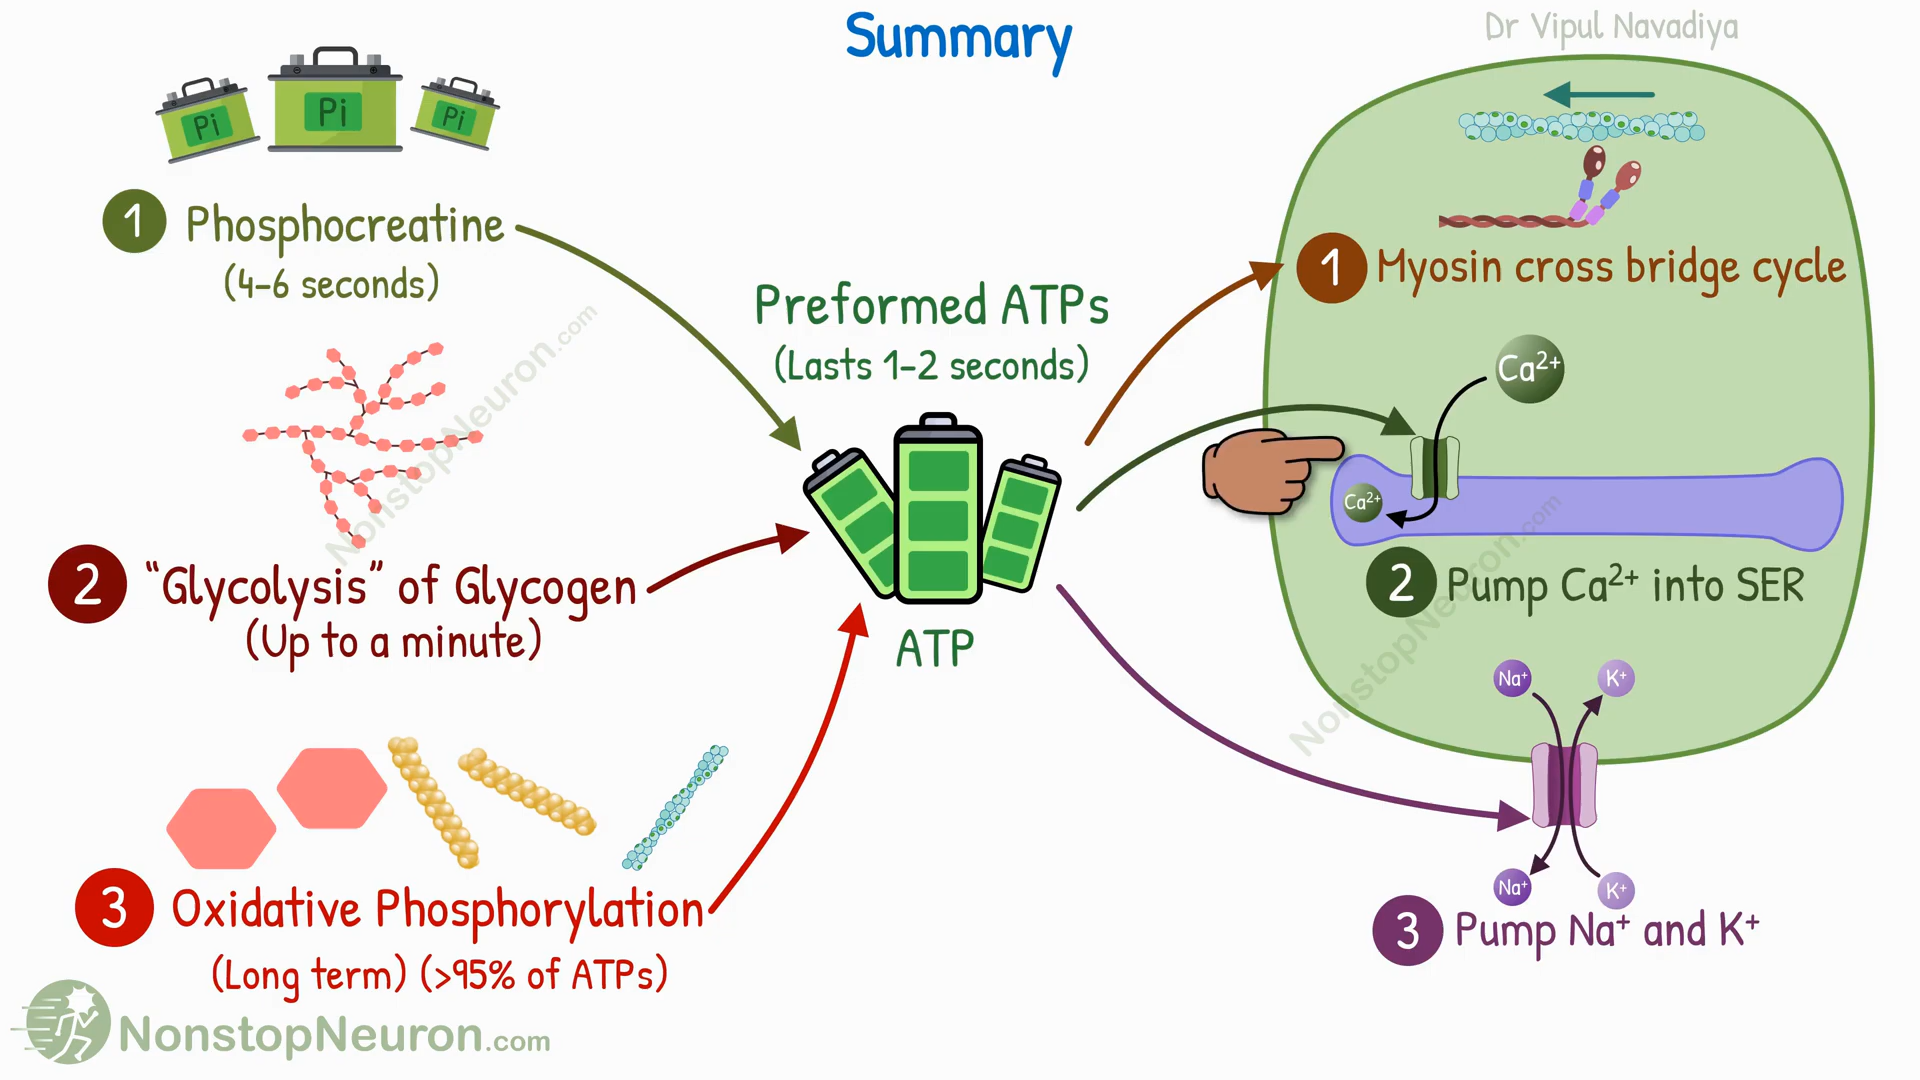 Summary
Dr Vipul Navadiya
Pi
Pi
Pi
1 Phosphocreatine
(4-6 seconds)
Preformed ATPs
(Lasts 1-2 seconds)
ATP
2 “Glycolysis” of Glycogen
(Up to a minute)
3 Oxidative Phosphorylation
(Long term) (>95% of ATPs)
1 Myosin cross bridge cycle
Ca²⁺
Ca²⁺
2 Pump Ca²⁺ into SER
Na⁺ K⁺
Na⁺ K⁺
3 Pump Na⁺ and K⁺
NonstopNeuron.com
NonstopNeuron.com
NonstopNeuron.com